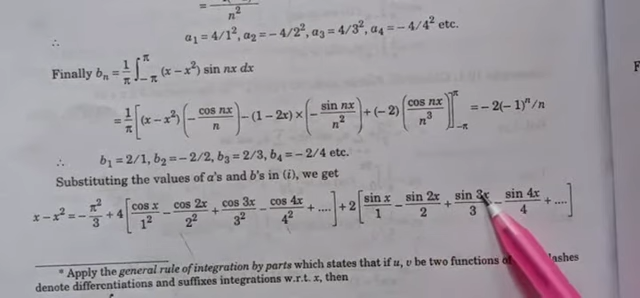 = n²
∴ a₁ = 4/1², a₂ = – 4/2², a₃ = 4/3², a₄ = – 4/4² etc.
Finally bₙ = 1/π ∫₋π^π (x – x²) sin nx dx
= 1/π [(x – x²) (– cos nx/n) – (1 – 2x) × (– sin nx/n²) + (– 2) (cos nx/n³)]₋π^π = – 2(– 1)ⁿ/n
∴ b₁ = 2/1, b₂ = – 2/2, b₃ = 2/3, b₄ = – 2/4 etc.
Substituting the values of a's and b's in (i), we get
x – x² = – π²/3 + 4 [cos x/1² – cos 2x/2² + cos 3x/3² – cos 4x/4² + ....] + 2 [sin x/1 – sin 2x/2 + sin 3x/3 – sin 4x/4 + ....]
* Apply the general rule of integration by parts which states that if u, v be two functions
denote differentiations and suffixes integrations w.r.t. x, then
F